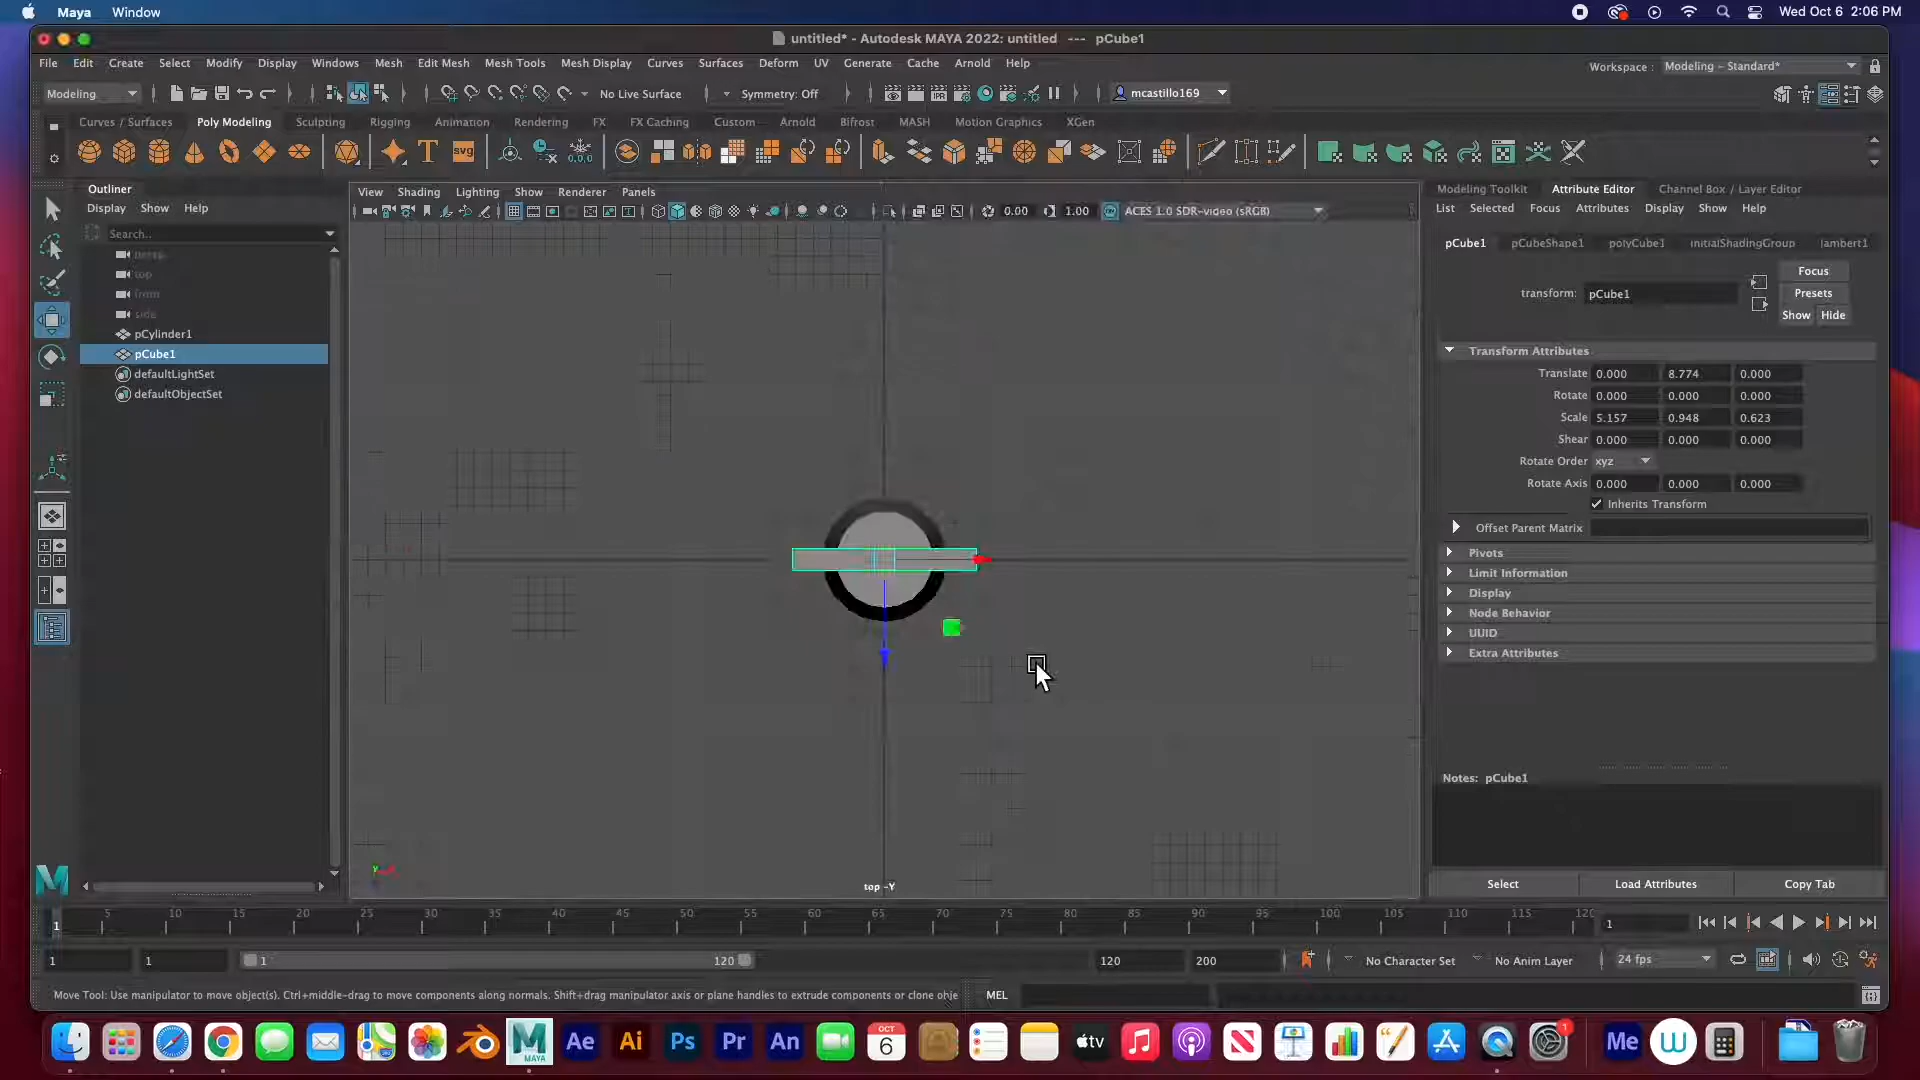 Maya Window Wed Oct 6 2:06 PM
untitled* - Autodesk MAYA 2022: untitled --- pCube1
File Edit Create Select Modify Display Windows Mesh Edit Mesh Mesh Tools Mesh Display Curves Surfaces Deform UV Generate Cache Arnold Help
Workspace : Modeling - Standard*
Modeling No Live Surface Symmetry: Off mcastillo169
Curves / Surfaces Poly Modeling Sculpting Rigging Animation Rendering FX FX Caching Custom Arnold Bifrost MASH Motion Graphics XGen
T svg 0,0,0
Outliner
Display Show Help
Search..
persp
top
front
side
pCylinder1
pCube1
defaultLightSet
defaultObjectSet
View Shading Lighting Show Renderer Panels
0.00 1.00 ACES 1.0 SDR-video (sRGB)
top -Y
Modeling Toolkit Attribute Editor Channel Box / Layer Editor
List Selected Focus Attributes Display Show Help
pCube1 pCubeShape1 polyCube1 initialShadingGroup lambert1
Focus
transform: pCube1 Presets
Show Hide
Transform Attributes
Translate 0.000 8.774 0.000
Rotate 0.000 0.000 0.000
Scale 5.157 0.948 0.623
Shear 0.000 0.000 0.000
Rotate Order xyz
Rotate Axis 0.000 0.000 0.000
Inherits Transform
Offset Parent Matrix
Pivots
Limit Information
Display
Node Behavior
UUID
Extra Attributes
Notes: pCube1
Select Load Attributes Copy Tab
1 5 10 15 20 25 30 35 40 45 50 55 60 65 70 75 80 85 90 95 100 105 110 115 120 1
1 1 1 120 120 200 No Character Set No Anim Layer 24 fps
Move Tool: Use manipulator to move object(s). Ctrl+middle-drag to move components along normals. Shift+drag manipulator axis or plane handles to extrude components or clone obje MEL
MAYA Ae Ai Ps Pr An OCT 6 tv 1 Me W